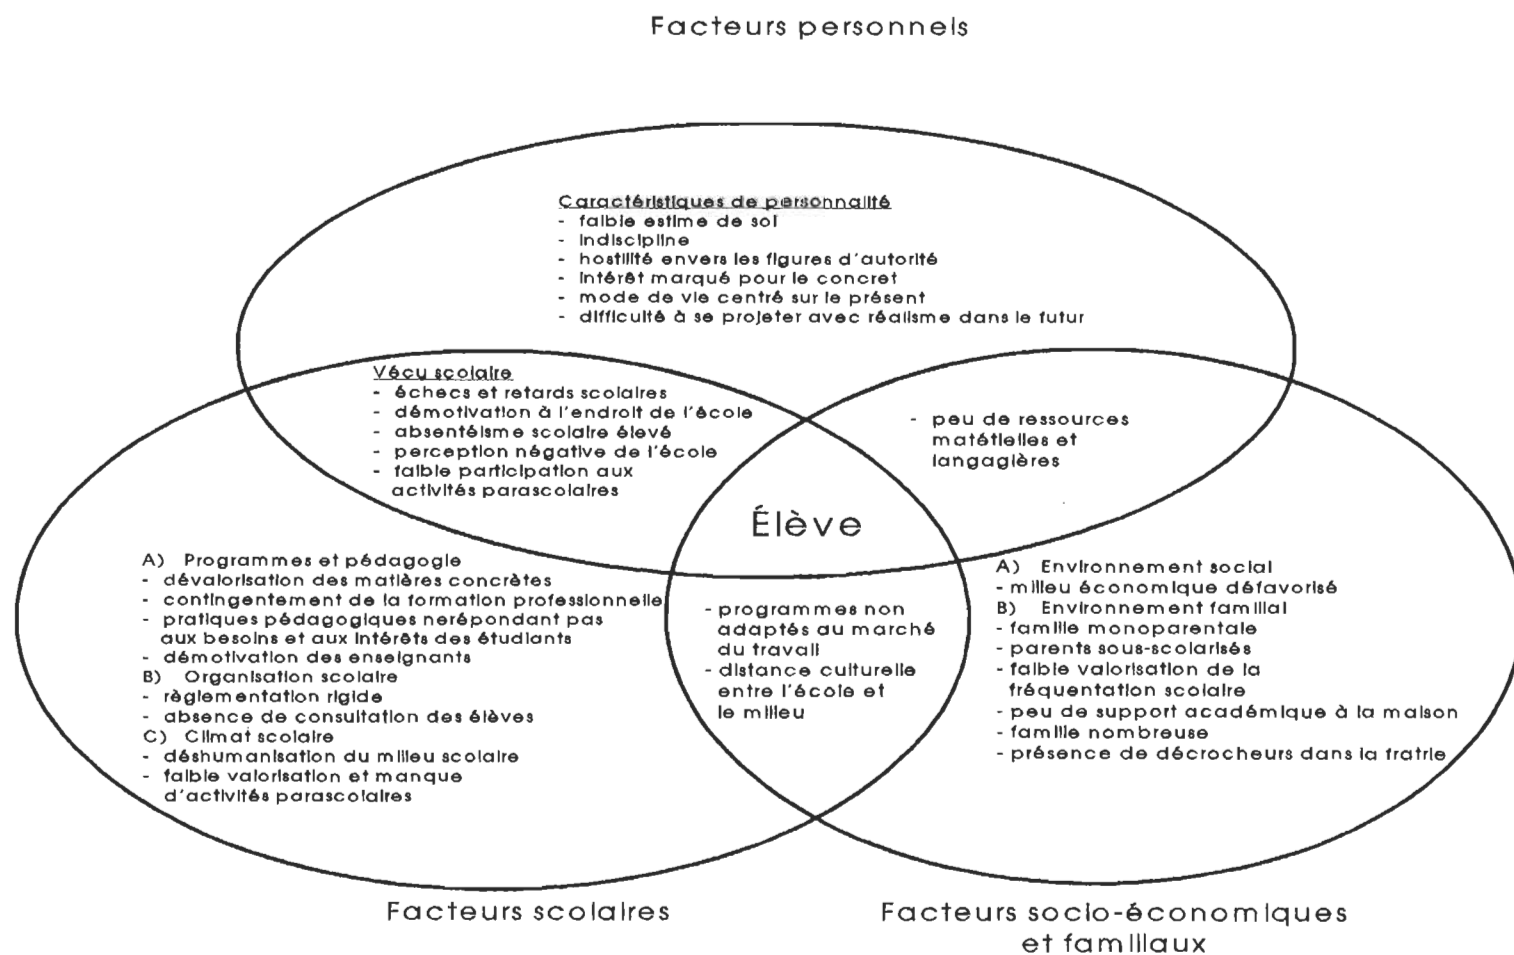 Facteurs personnels
Caractéristiques de personnalité
- faible estime de soi
- indiscipline
- hostilité envers les figures d'autorité
- intérêt marqué pour le concret
- mode de vie centré sur le présent
- difficulté à se projeter avec réalisme dans le futur
Vécu scolaire
- échecs et retards scolaires
- démotivation à l'endroit de l'école
- absentéisme scolaire élevé
- perception négative de l'école
- faible participation aux
activités parascolaires
- peu de ressources
matétielles et
langagières
Élève
A) Programmes et pédagogie
- dévalorisation des matières concrètes
- contingentement de la formation professionnelle
- pratiques pédagogiques nerépondant pas
aux besoins et aux intérêts des étudiants
- démotivation des enseignants
B) Organisation scolaire
- règlementation rigide
- absence de consultation des élèves
C) Climat scolaire
- déshumanisation du milieu scolaire
- faible valorisation et manque
d'activités parascolaires
- programmes non
adaptés au marché
du travail
- distance culturelle
entre l'école et
le milieu
A) Environnement social
- milieu économique défavorisé
B) Environnement familial
- famille monoparentale
- parents sous-scolarisés
- faible valorisation de la
fréquentation scolaire
- peu de support académique à la maison
- famille nombreuse
- présence de décrocheurs dans la fratrie
Facteurs scolaires
Facteurs socio-économiques
et familiaux